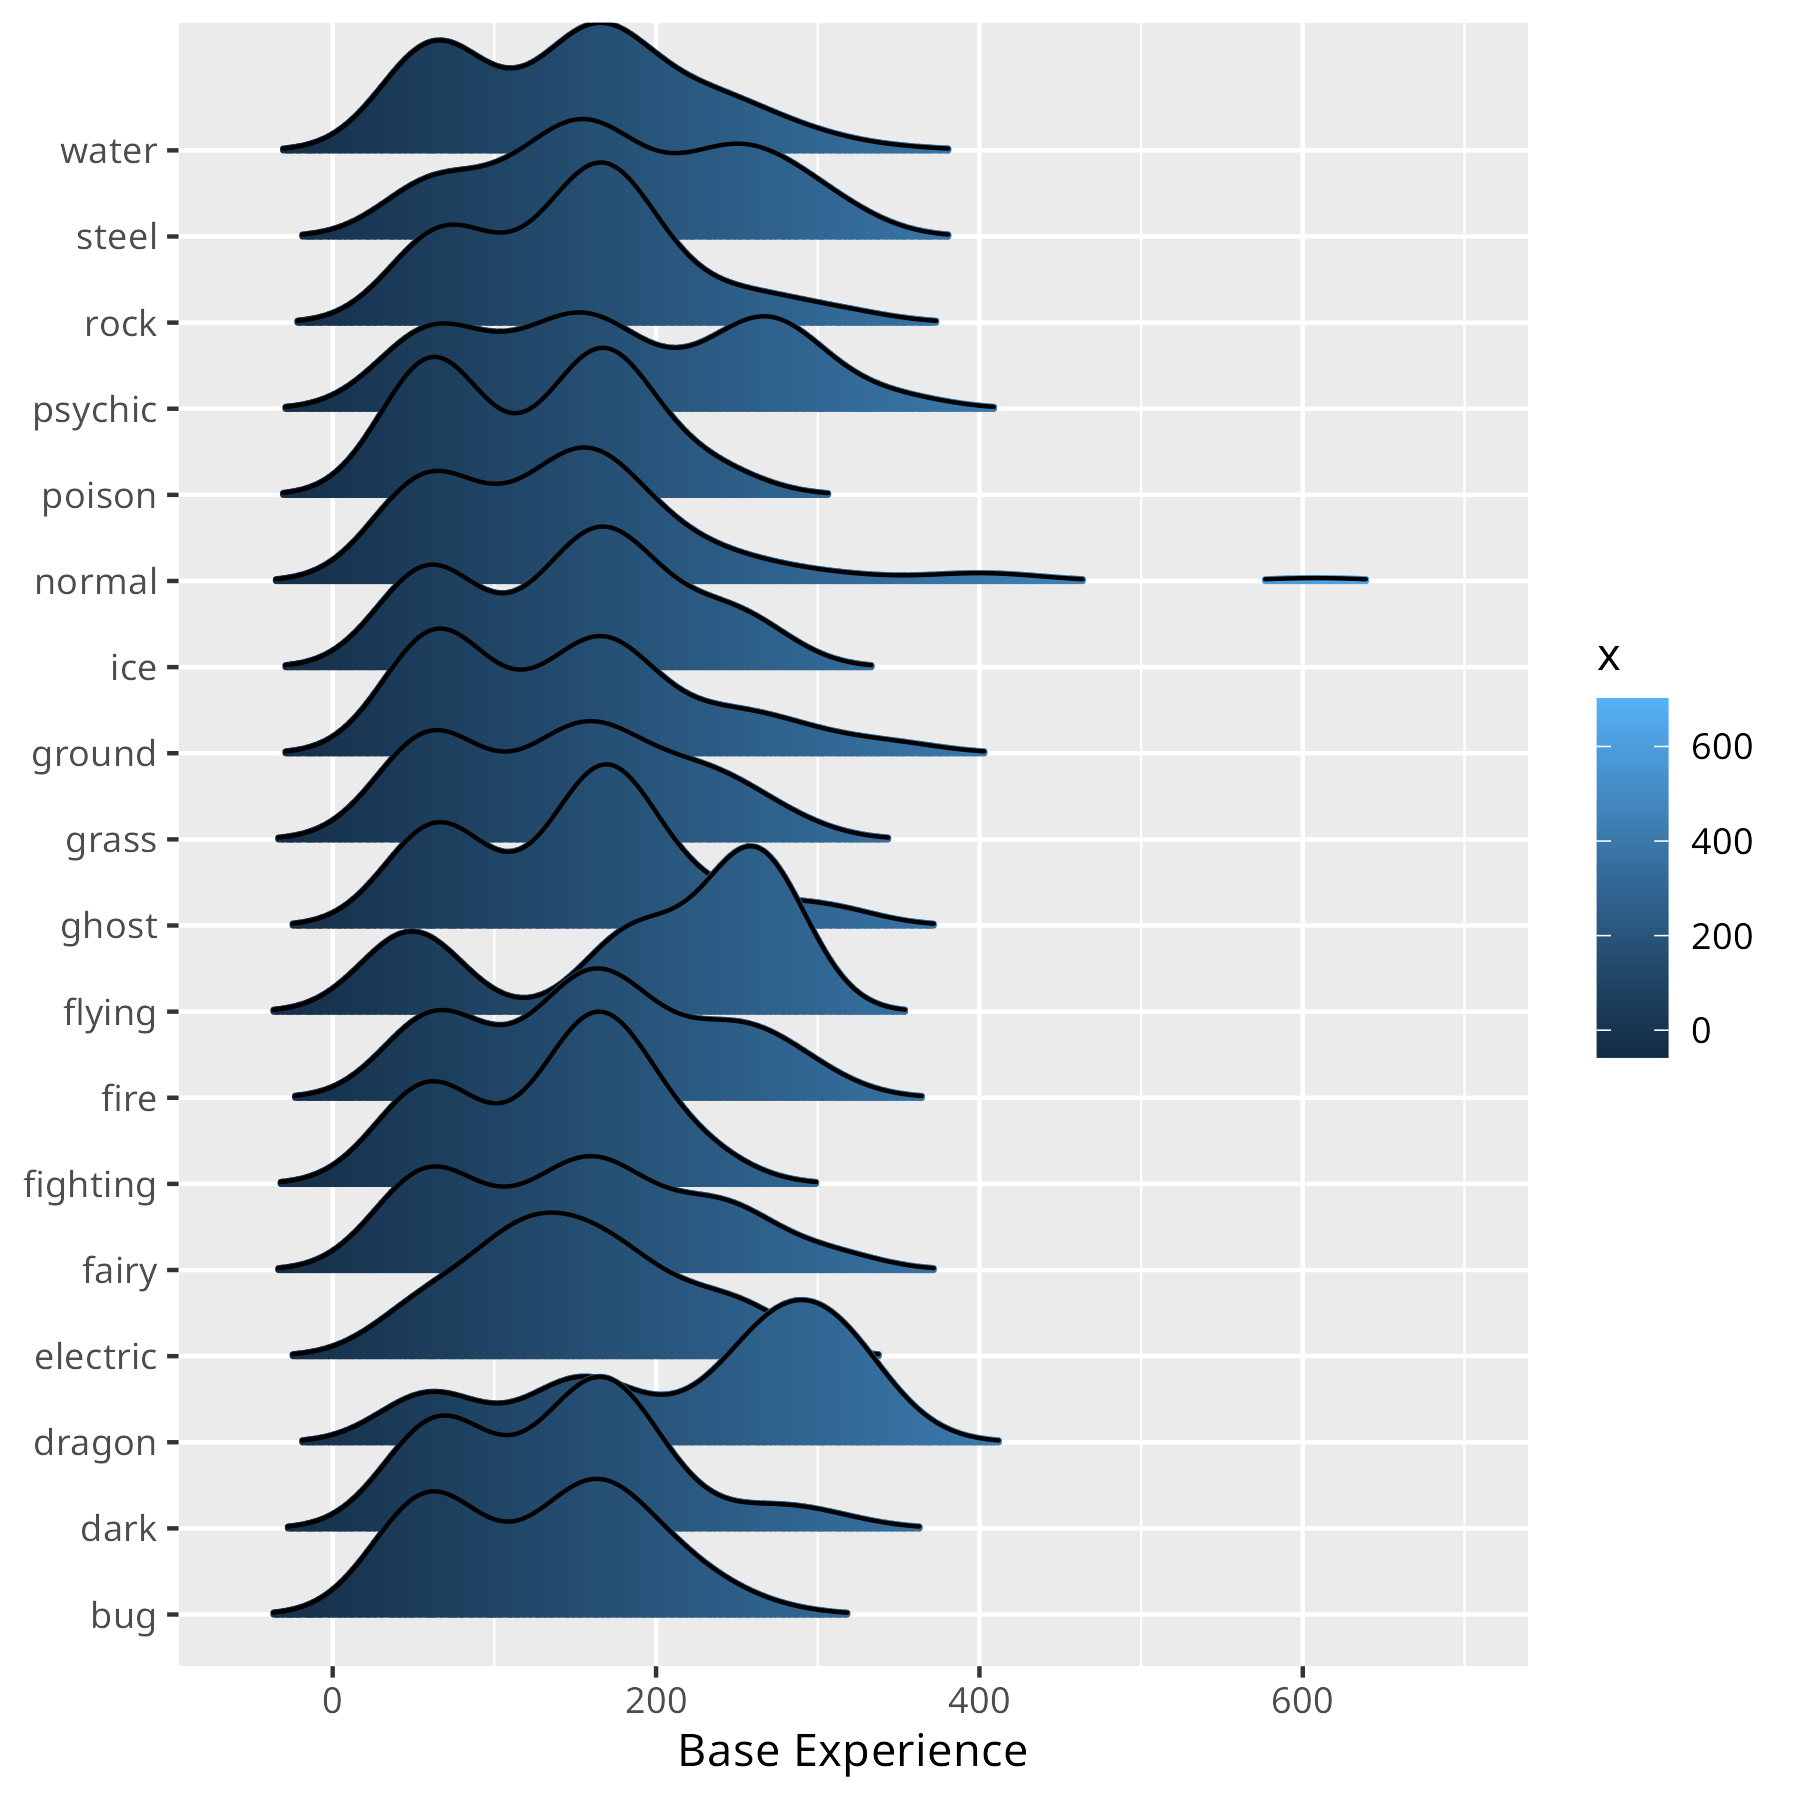 water
steel
rock
psychic
poison
normal
ice
ground
grass
ghost
flying
fire
fighting
fairy
electric
dragon
dark
bug
0 200 400 600
Base Experience
x
600
400
200
0